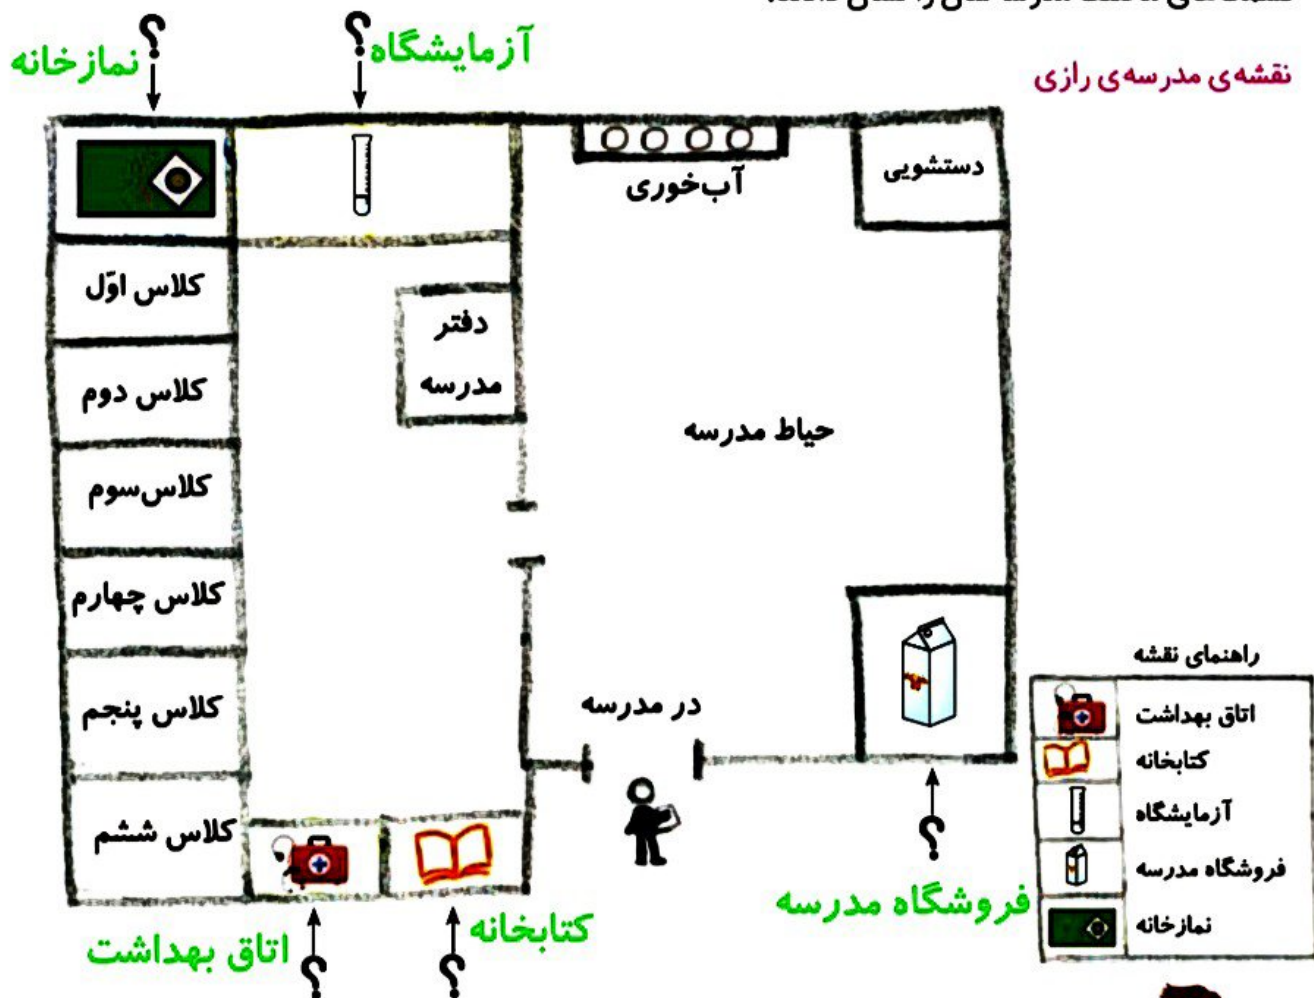 نقشه‌ی مدرسه‌ی رازی
؟
؟
نمازخانه
آزمایشگاه
آب‌خوری
دستشویی
کلاس اوّل
دفتر
مدرسه
کلاس دوم
حیاط مدرسه
کلاس‌سوم
کلاس چهارم
در مدرسه
کلاس پنجم
کلاس ششم
راهنمای نقشه
اتاق بهداشت
کتابخانه
آزمایشگاه
فروشگاه مدرسه
نمازخانه
؟
فروشگاه مدرسه
کتابخانه
اتاق بهداشت
؟
؟